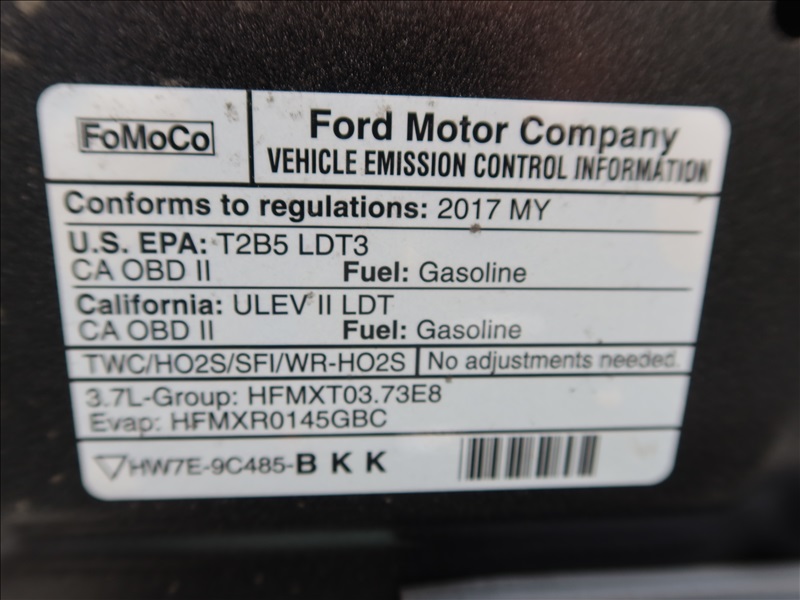 FoMoCo
Ford Motor Company
VEHICLE EMISSION CONTROL INFORMATION
Conforms to regulations: 2017 MY
U.S. EPA: T2B5 LDT3
CA OBD II Fuel: Gasoline
California: ULEV II LDT
CA OBD II Fuel: Gasoline
TWC/HO2S/SFI/WR-HO2S No adjustments needed.
3.7L-Group: HFMXT03.73E8
Evap: HFMXR0145GBC
HW7E-9C485-B K K